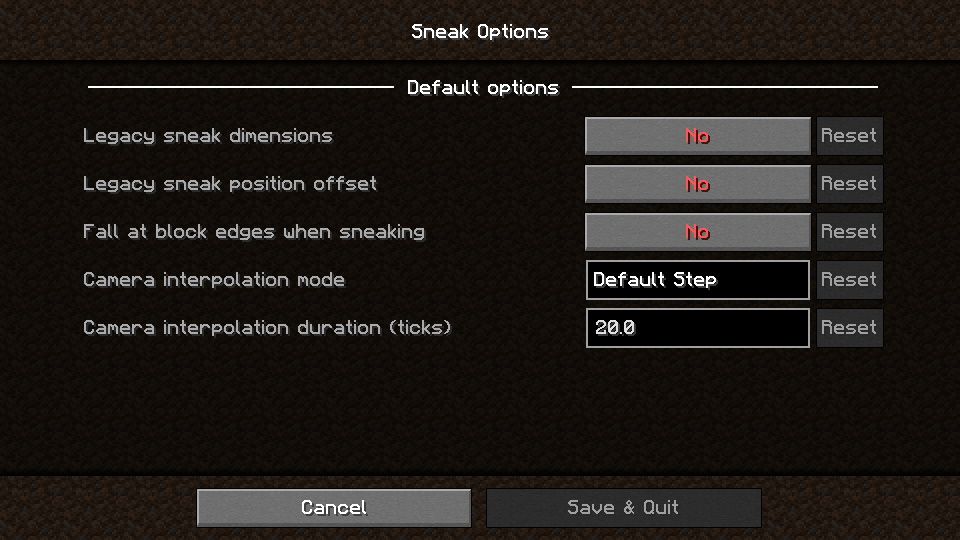 Sneak Options
Default options
Legacy sneak dimensions No Reset
Legacy sneak position offset No Reset
Fall at block edges when sneaking No Reset
Camera interpolation mode Default Step Reset
Camera interpolation duration (ticks) 20.0 Reset
Cancel Save & Quit